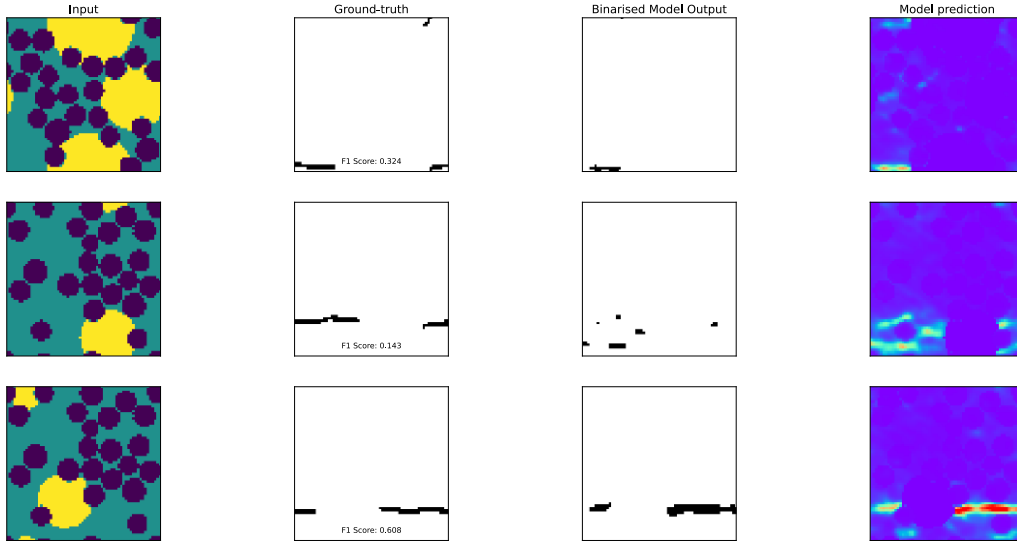 Input
Ground-truth
Binarised Model Output
Model prediction
F1 Score: 0.324
F1 Score: 0.143
F1 Score: 0.608